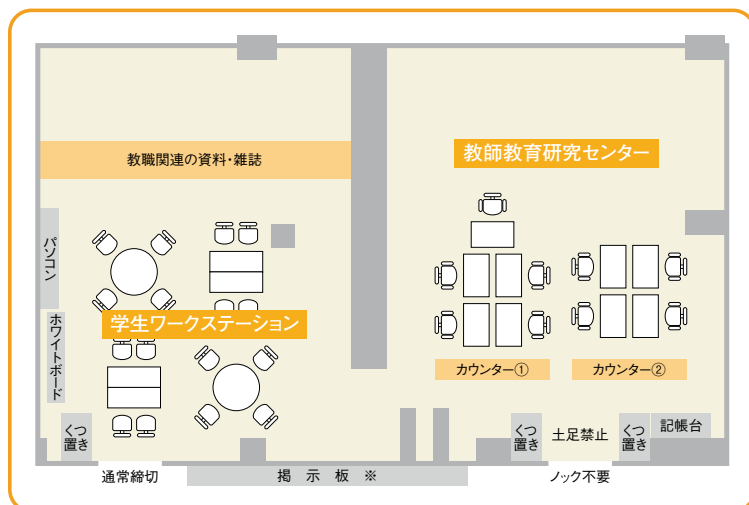 教職関連の資料・雑誌
教師教育研究センター
パソコン
学生ワークステーション
ホワイトボード
カウンター①
カウンター②
くつ
置き
くつ
置き
土足禁止
くつ
置き
記帳台
通常締切
掲 示 板 ※
ノック不要